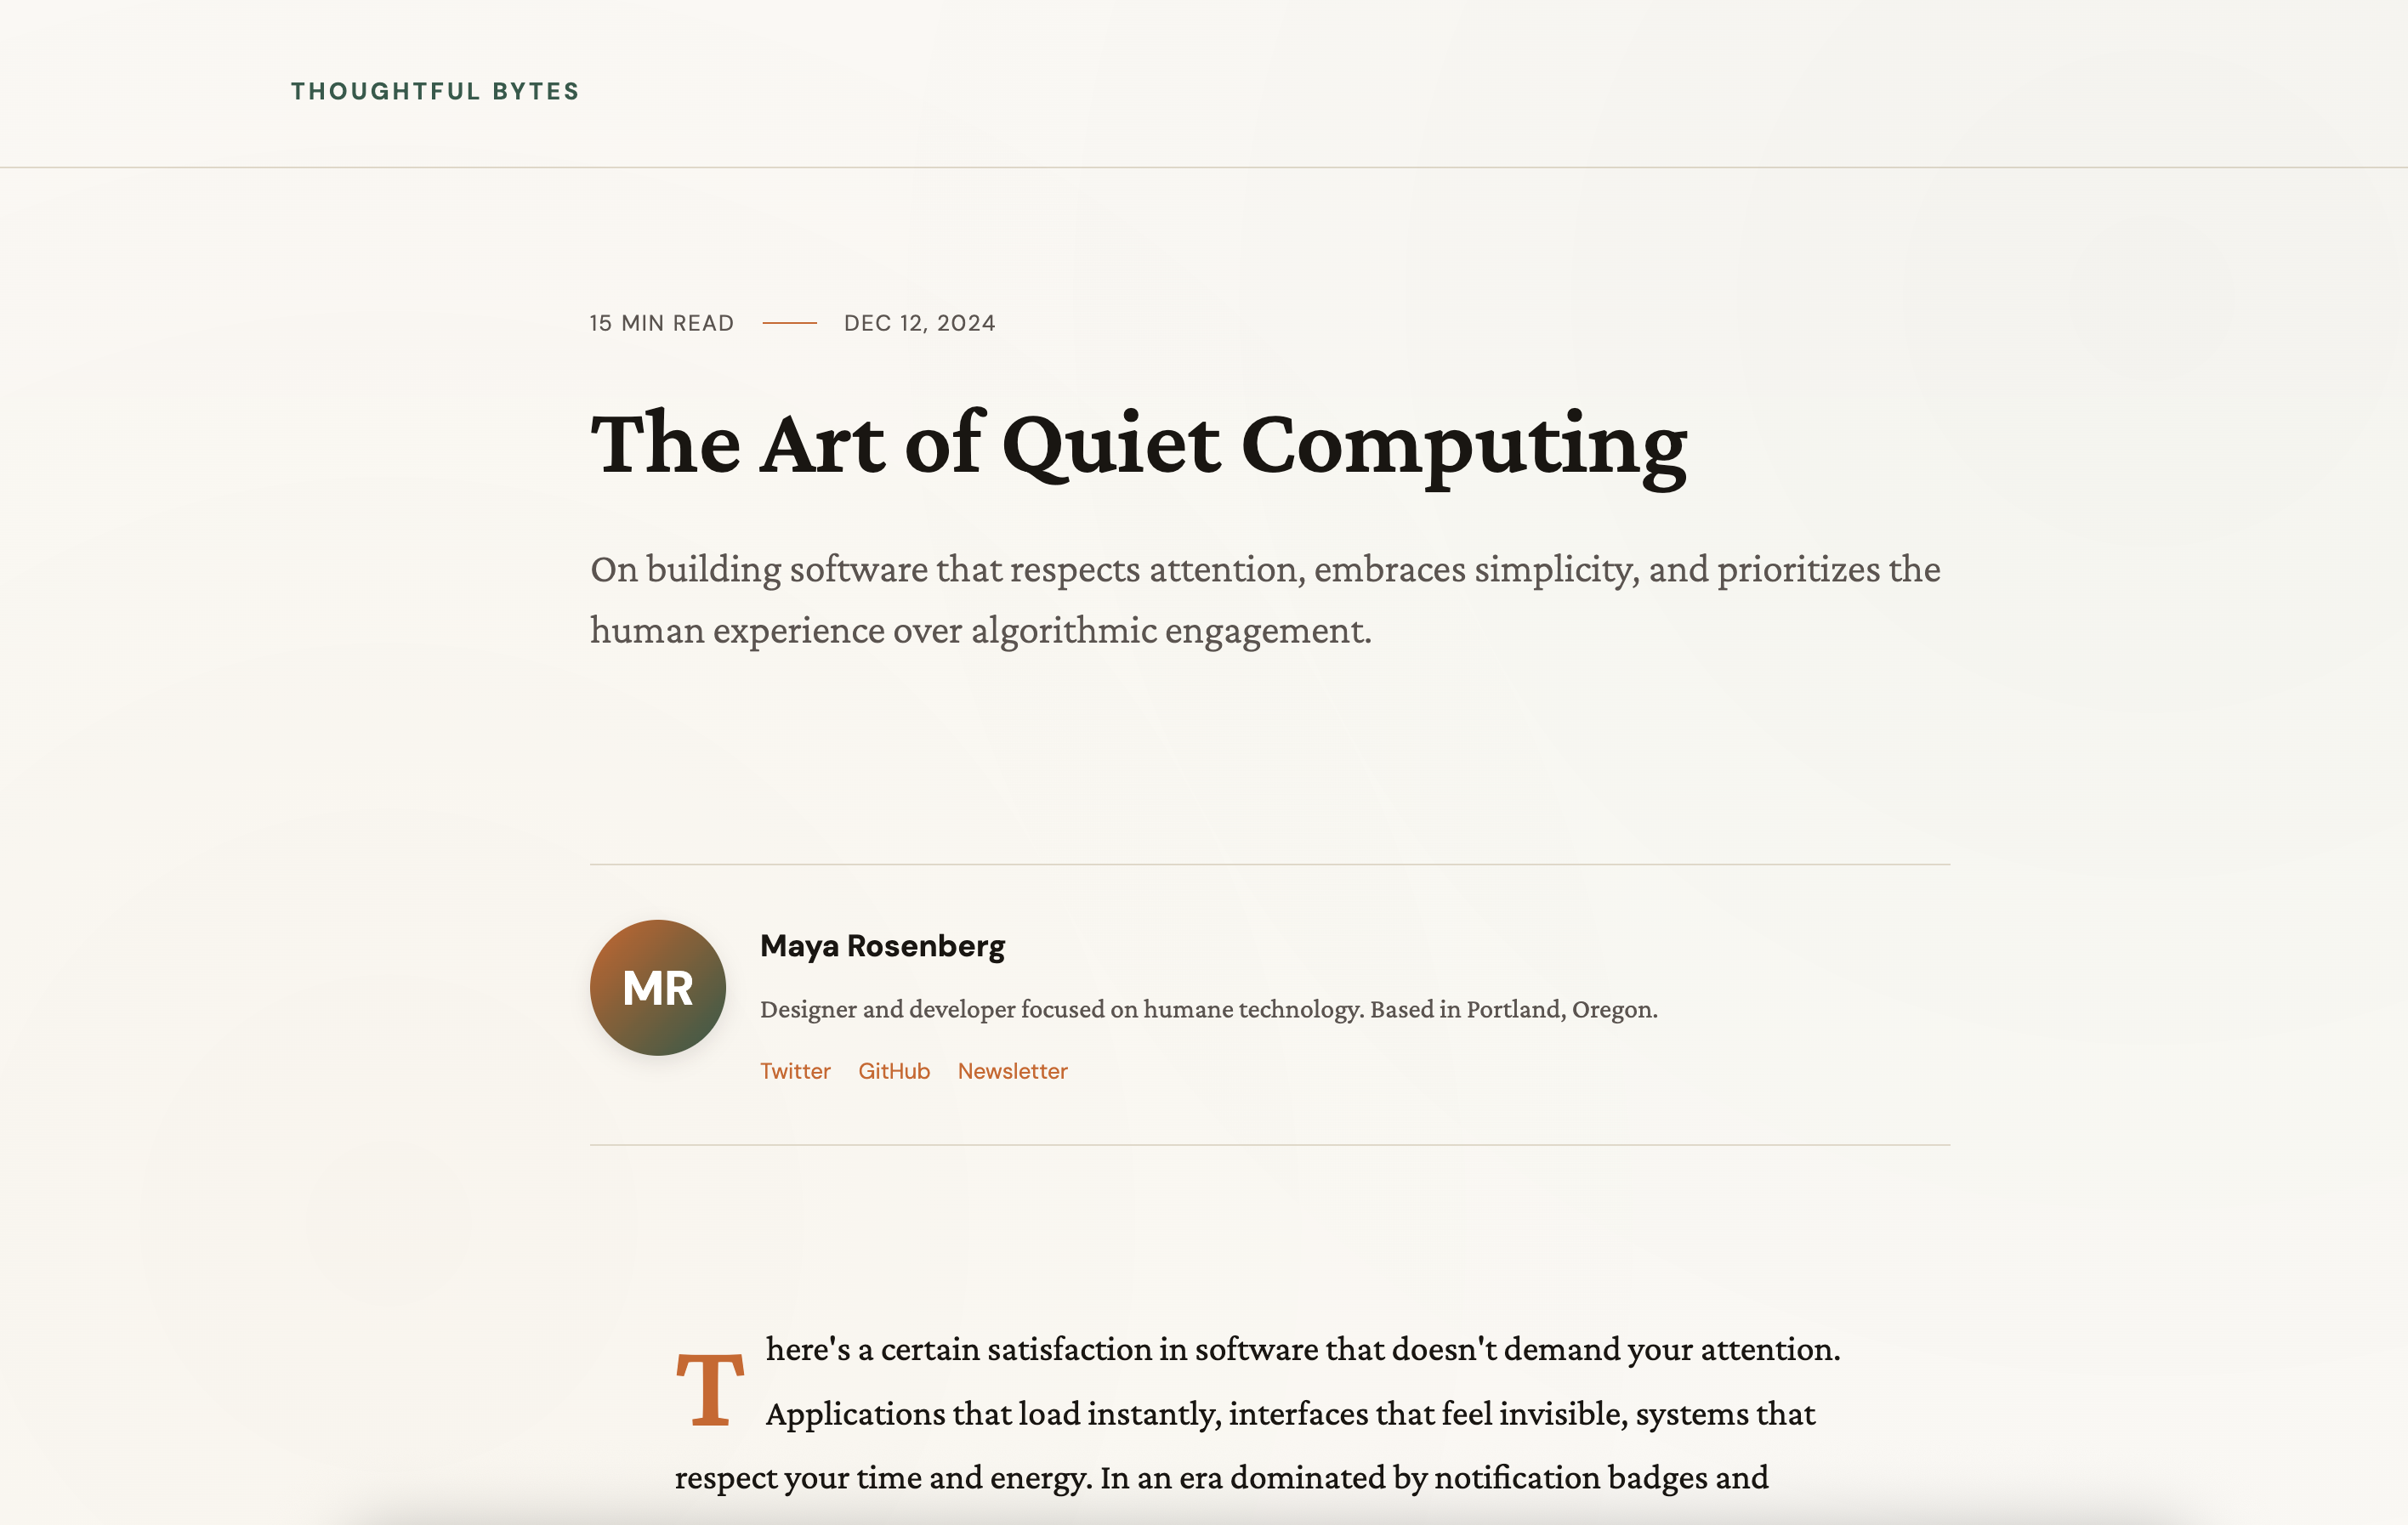 THOUGHTFUL BYTES
15 MIN READ DEC 12, 2024
The Art of Quiet Computing
On building software that respects attention, embraces simplicity, and prioritizes the
human experience over algorithmic engagement.
MR
Maya Rosenberg
Designer and developer focused on humane technology. Based in Portland, Oregon.
Twitter GitHub Newsletter
There's a certain satisfaction in software that doesn't demand your attention.
Applications that load instantly, interfaces that feel invisible, systems that
respect your time and energy. In an era dominated by notification badges and